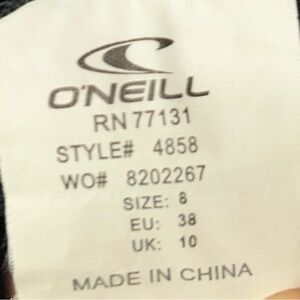 O'NEILL
RN 77131
STYLE# 4858
WO# 8202267
SIZE: 8
EU: 38
UK: 10
MADE IN CHINA